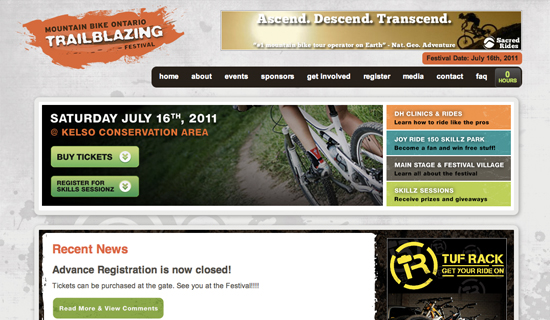 MOUNTAIN BIKE ONTARIO
TRAILBLAZING
FESTIVAL
Ascend. Descend. Transcend.
"#1 mountain bike tour operator on Earth" - Nat. Geo. Adventure
Sacred
Rides
Festival Date: July 16th, 2011
home about events sponsors get involved register media contact faq
0
HOURS
SATURDAY JULY 16TH, 2011
@ KELSO CONSERVATION AREA
BUY TICKETS
REGISTER FOR
SKILLS SESSIONZ
DH CLINICS & RIDES
Learn how to ride like the pros
JOY RIDE 150 SKILLZ PARK
Become a fan and win free stuff!
MAIN STAGE & FESTIVAL VILLAGE
Learn all about the festival
SKILLZ SESSIONS
Receive prizes and giveaways
Recent News
Advance Registration is now closed!
Tickets can be purchased at the gate. See you at the Festival!!!!
Read More & View Comments
TR
TUF RACK
GET YOUR RIDE ON